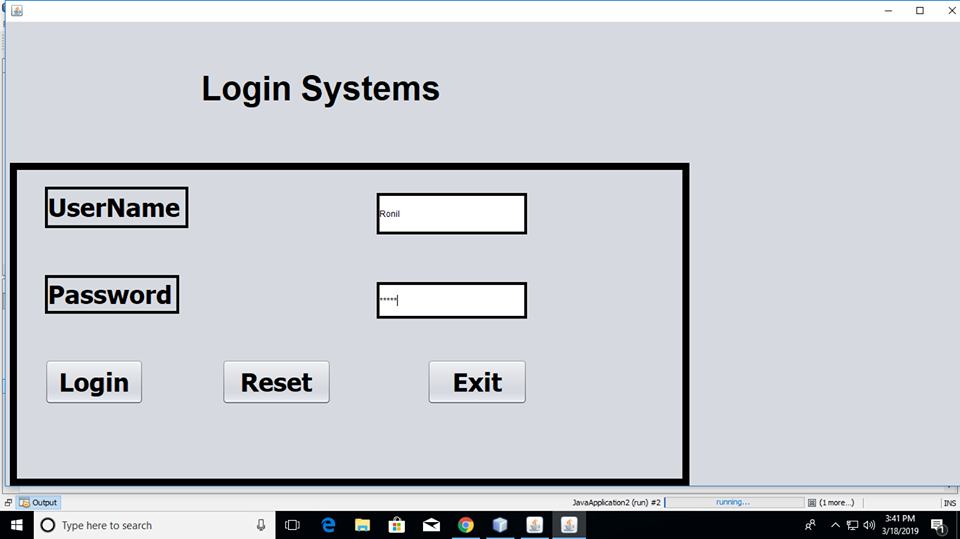 Login Systems
UserName
Ronil
Password
*****
Login Reset Exit
Output
JavaApplication2 (run) #2 running... (1 more...) INS
Type here to search
3:41 PM
3/18/2019
1